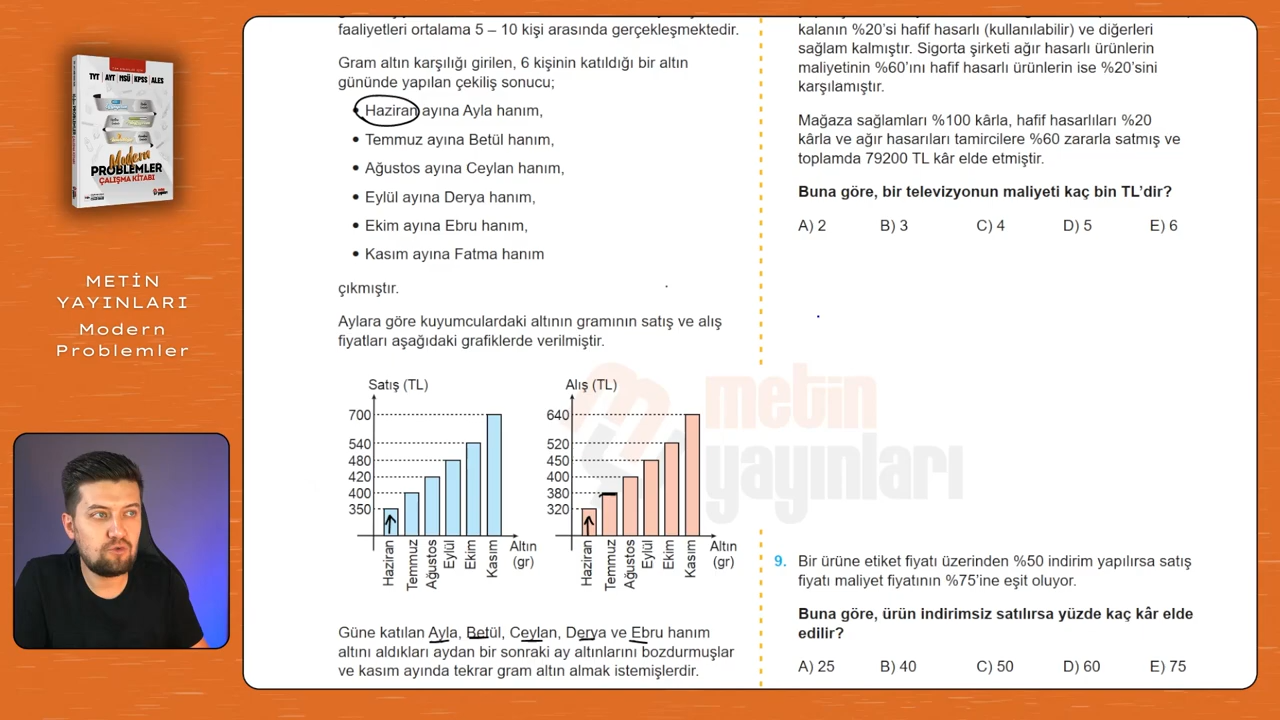 TYT | AYT | MSÜ | KPSS | ALES
Modern
PROBLEMLER
ÇALIŞMA KİTABI
METİN
YAYINLARI
Modern
Problemler
faaliyetleri ortalama 5 – 10 kişi arasında gerçekleşmektedir.
Gram altın karşılığı girilen, 6 kişinin katıldığı bir altın
gününde yapılan çekiliş sonucu;
• Haziran ayına Ayla hanım,
• Temmuz ayına Betül hanım,
• Ağustos ayına Ceylan hanım,
• Eylül ayına Derya hanım,
• Ekim ayına Ebru hanım,
• Kasım ayına Fatma hanım
çıkmıştır.
Aylara göre kuyumculardaki altının gramının satış ve alış
fiyatları aşağıdaki grafiklerde verilmiştir.
Satış (TL)
700
540
480
420
400
350
Haziran
Temmuz
Ağustos
Eylül
Ekim
Kasım
Altın
(gr)
Alış (TL)
640
520
450
400
380
320
Haziran
Temmuz
Ağustos
Eylül
Ekim
Kasım
Altın
(gr)
Güne katılan Ayla, Betül, Ceylan, Derya ve Ebru hanım
altını aldıkları aydan bir sonraki ay altınlarını bozdurmuşlar
ve kasım ayında tekrar gram altın almak istemişlerdir.
kalanın %20'si hafif hasarlı (kullanılabilir) ve diğerleri
sağlam kalmıştır. Sigorta şirketi ağır hasarlı ürünlerin
maliyetinin %60'ını hafif hasarlı ürünlerin ise %20'sini
karşılamıştır.
Mağaza sağlamları %100 kârla, hafif hasarlıları %20
kârla ve ağır hasarlıları tamircilere %60 zararla satmış ve
toplamda 79200 TL kâr elde etmiştir.
Buna göre, bir televizyonun maliyeti kaç bin TL'dir?
A) 2 B) 3 C) 4 D) 5 E) 6
metin
yayınları
9. Bir ürüne etiket fiyatı üzerinden %50 indirim yapılırsa satış
fiyatı maliyet fiyatının %75'ine eşit oluyor.
Buna göre, ürün indirimsiz satılırsa yüzde kaç kâr elde
edilir?
A) 25 B) 40 C) 50 D) 60 E) 75